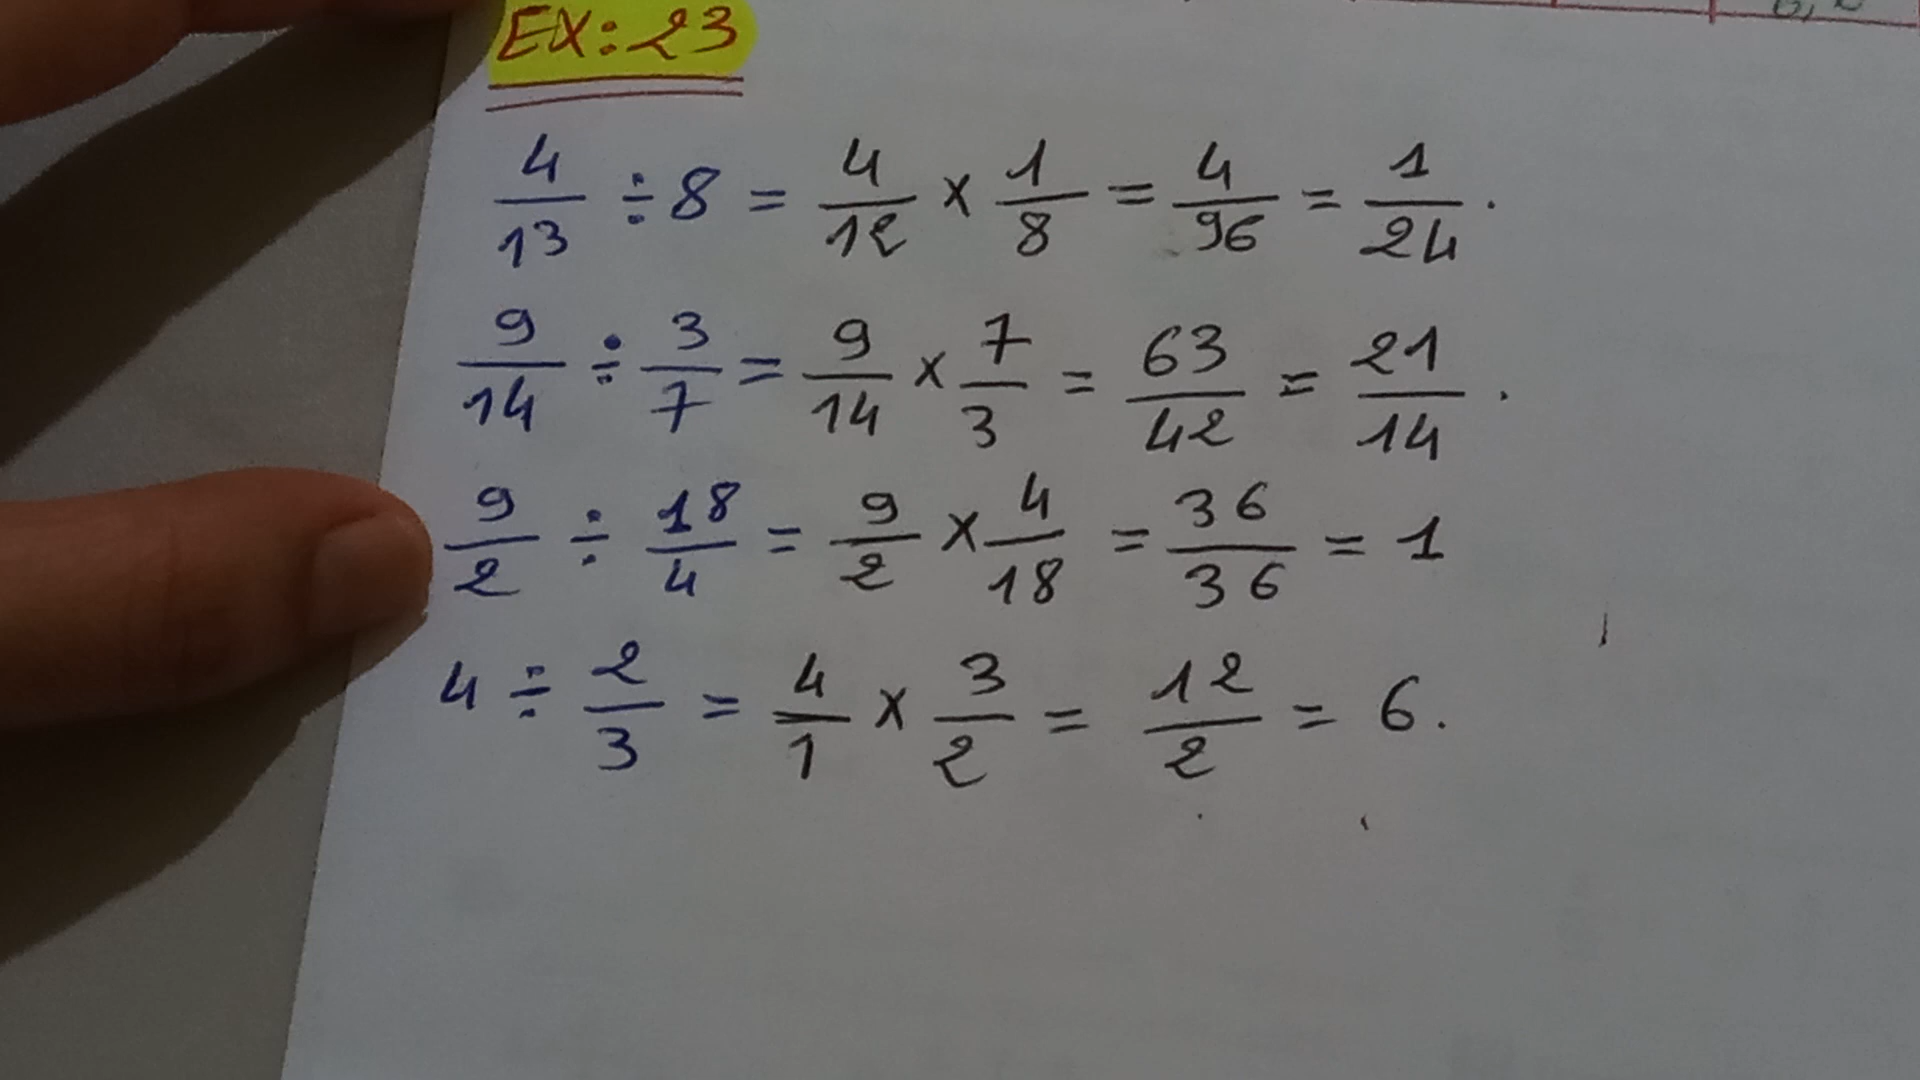 EX: 23
4/13 ÷ 8 = 4/12 × 1/8 = 4/96 = 1/24.
9/14 ÷ 3/7 = 9/14 × 7/3 = 63/42 = 21/14.
9/2 ÷ 18/4 = 9/2 × 4/18 = 36/36 = 1
4 ÷ 2/3 = 4/1 × 3/2 = 12/2 = 6.